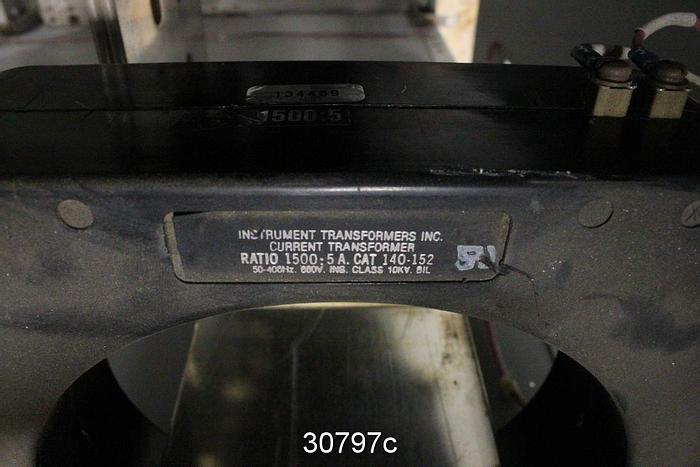 134469
1500:5
INSTRUMENT TRANSFORMERS INC.
CURRENT TRANSFORMER
RATIO 1500:5 A. CAT 140-152
50-400Hz. 600V. INS. CLASS 10KV. BIL
30797c